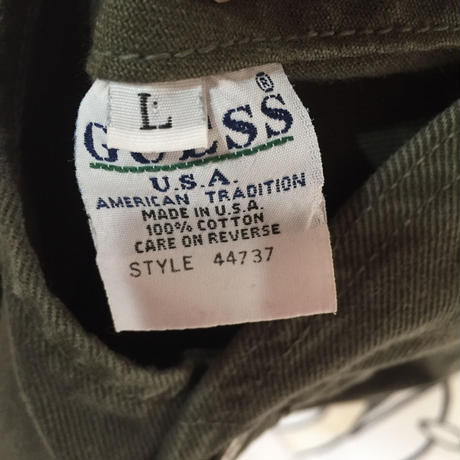 L
GUESS®
U.S.A.
AMERICAN TRADITION
MADE IN U.S.A.
100% COTTON
CARE ON REVERSE
STYLE 44737